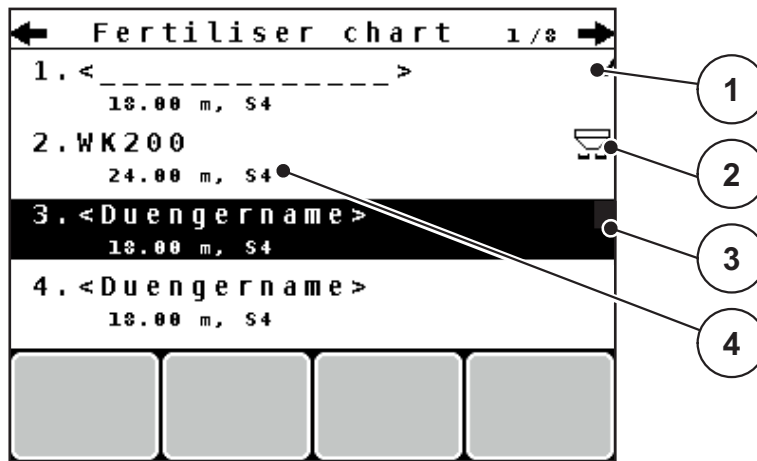 Fertiliser chart 1/8
1.<______________>
18.00 m, S4
1
2.WK200
2
24.00 m, S4
3.<Duengername>
3
18.00 m, S4
4.<Duengername>
4
18.00 m, S4